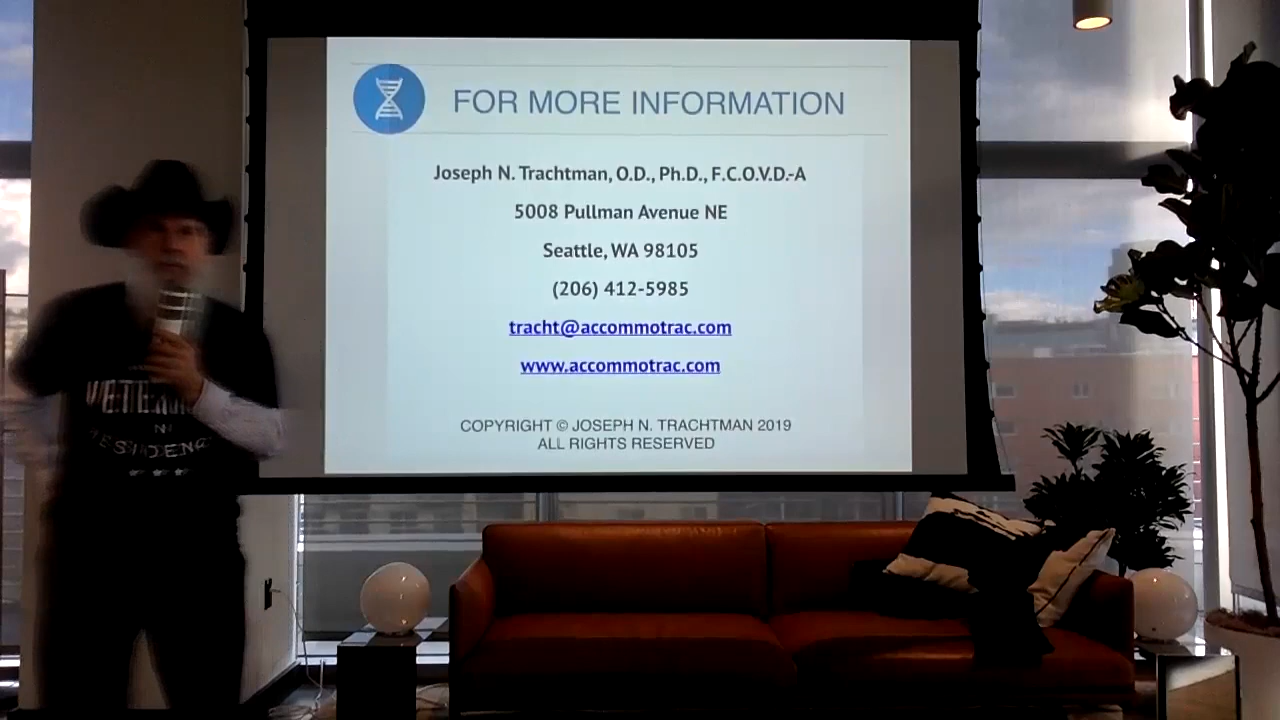 FOR MORE INFORMATION
Joseph N. Trachtman, O.D., Ph.D., F.C.O.V.D.-A
5008 Pullman Avenue NE
Seattle, WA 98105
(206) 412-5985
tracht@accommotrac.com
www.accommotrac.com
COPYRIGHT © JOSEPH N. TRACHTMAN 2019
ALL RIGHTS RESERVED
IN